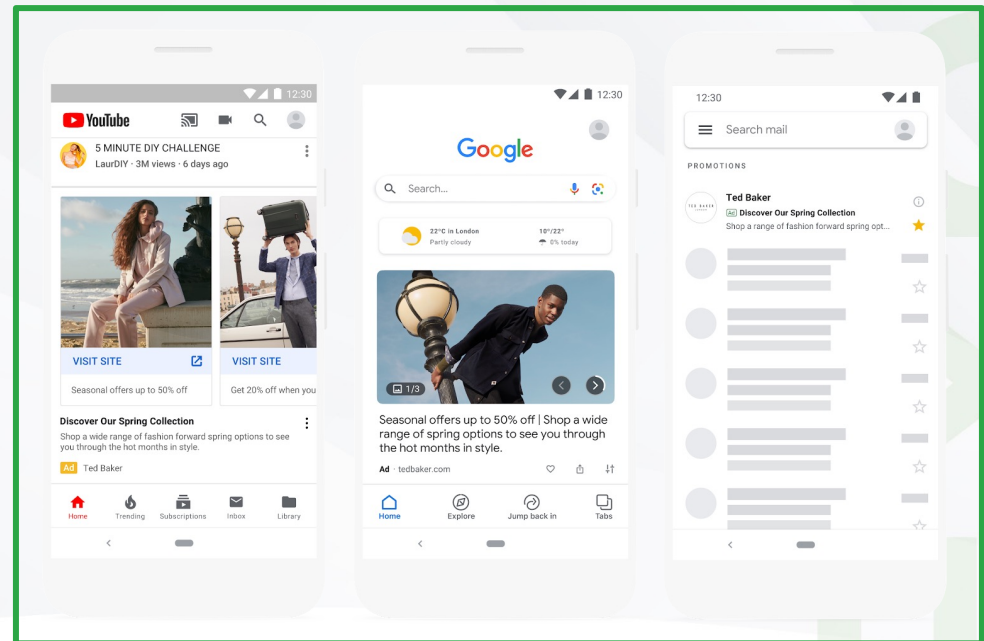 12:30
YouTube
5 MINUTE DIY CHALLENGE
LaurDIY · 3M views · 6 days ago
VISIT SITE
VISIT SITE
Seasonal offers up to 50% off
Get 20% off when you
Discover Our Spring Collection
Shop a wide range of fashion forward spring options to see
you through the hot months in style.
Ad Ted Baker
Home
Trending
Subscriptions
Inbox
Library
12:30
Google
Search...
22°C in London
Partly cloudy
10°/22°
6% today
1/3
Seasonal offers up to 50% off | Shop a wide
range of spring options to see you through
the hot months in style.
Ad · tedbaker.com
Home
Explore
Jump back in
Tabs
12:30
Search mail
PROMOTIONS
TED BAKER
LONDON
Ted Baker
Ad Discover Our Spring Collection
Shop a range of fashion forward spring opt...